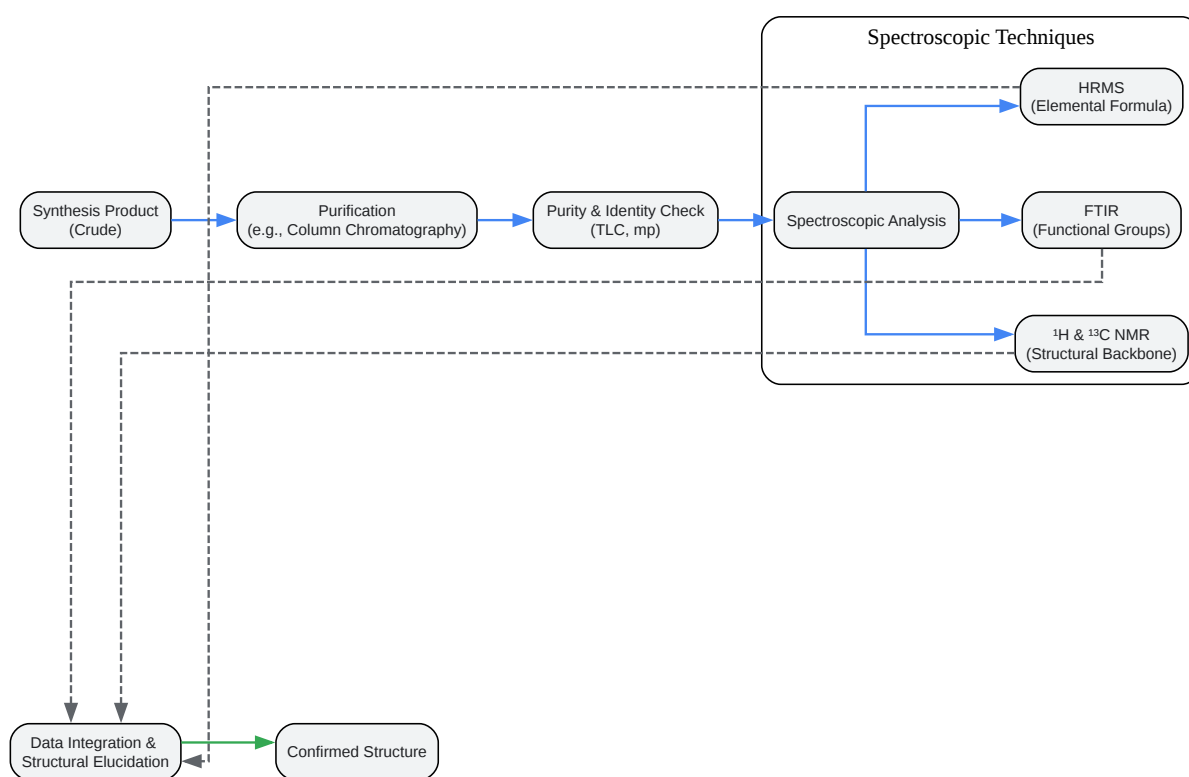 Spectroscopic Techniques
HRMS
(Elemental Formula)
Synthesis Product
(Crude)
Purification
(e.g., Column Chromatography)
Purity & Identity Check
(TLC, mp)
Spectroscopic Analysis
FTIR
(Functional Groups)
¹H & ¹³C NMR
(Structural Backbone)
Data Integration &
Structural Elucidation
Confirmed Structure